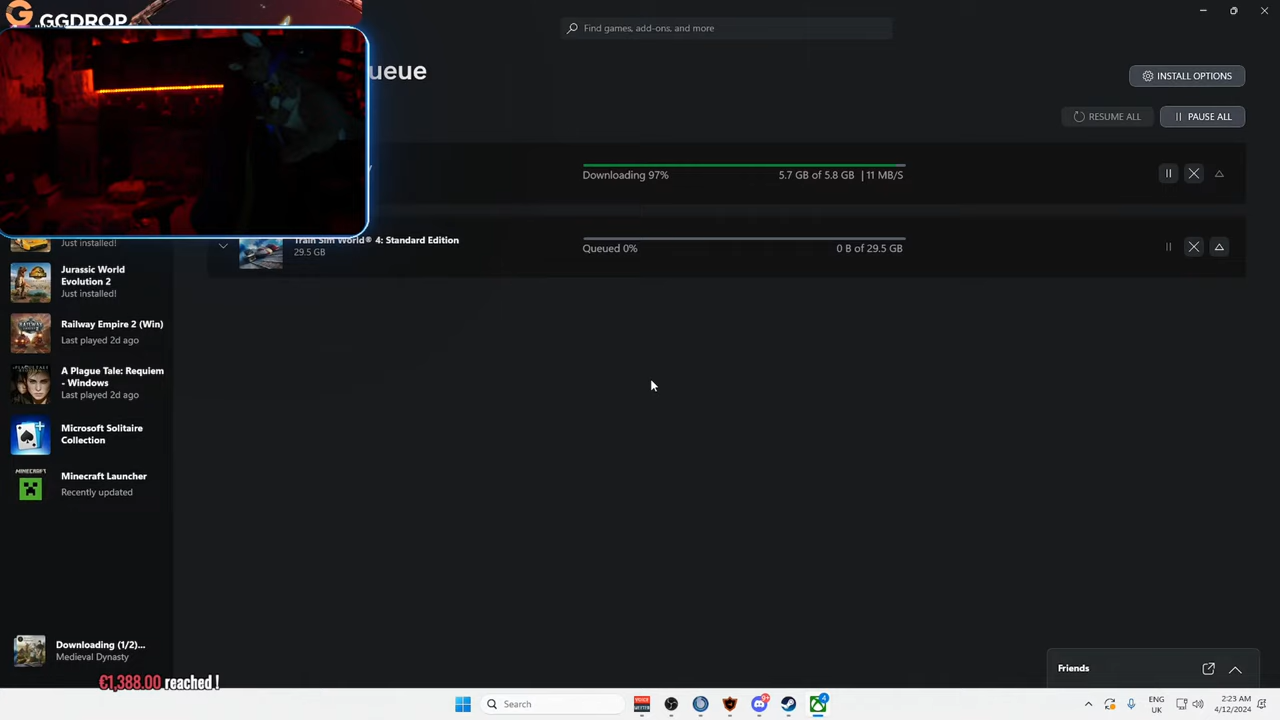 GGDROP
Find games, add-ons, and more
ueue
INSTALL OPTIONS
RESUME ALL
PAUSE ALL
Downloading 97%
5.7 GB of 5.8 GB | 11 MB/S
Just installed!
Train Sim World® 4: Standard Edition
29.5 GB
Queued 0%
0 B of 29.5 GB
Jurassic World
Evolution 2
Just installed!
Railway Empire 2 (Win)
Last played 2d ago
A Plague Tale: Requiem
- Windows
Last played 2d ago
Microsoft Solitaire
Collection
MINECRAFT
Minecraft Launcher
Recently updated
Downloading (1/2)...
Medieval Dynasty
€1,388.00 reached !
Friends
Search
9+
4
ENG
UK
2:23 AM
4/12/2024